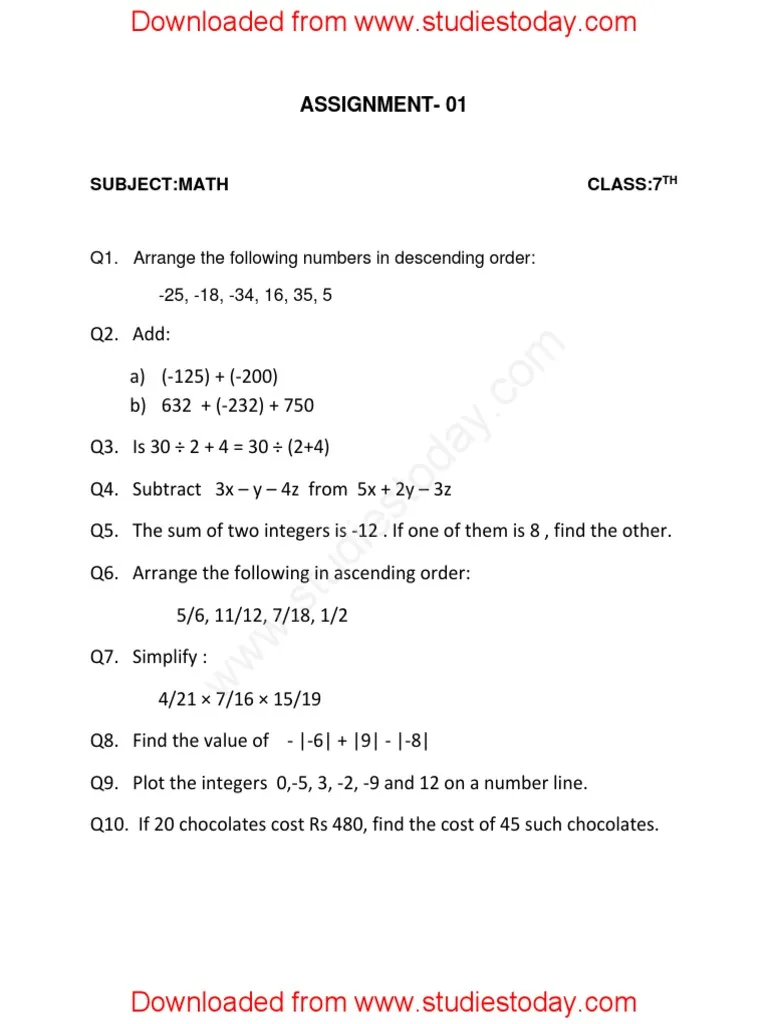 Downloaded from www.studiestoday.com
ASSIGNMENT- 01
SUBJECT:MATH CLASS:7TH
Q1. Arrange the following numbers in descending order:
-25, -18, -34, 16, 35, 5
Q2. Add:
a) (-125) + (-200)
b) 632 + (-232) + 750
Q3. Is 30 ÷ 2 + 4 = 30 ÷ (2+4)
Q4. Subtract 3x – y – 4z from 5x + 2y – 3z
Q5. The sum of two integers is -12 . If one of them is 8 , find the other.
Q6. Arrange the following in ascending order:
5/6, 11/12, 7/18, 1/2
Q7. Simplify :
4/21 × 7/16 × 15/19
Q8. Find the value of - |-6| + |9| - |-8|
Q9. Plot the integers 0,-5, 3, -2, -9 and 12 on a number line.
Q10. If 20 chocolates cost Rs 480, find the cost of 45 such chocolates.
www.studiestoday.com
Downloaded from www.studiestoday.com